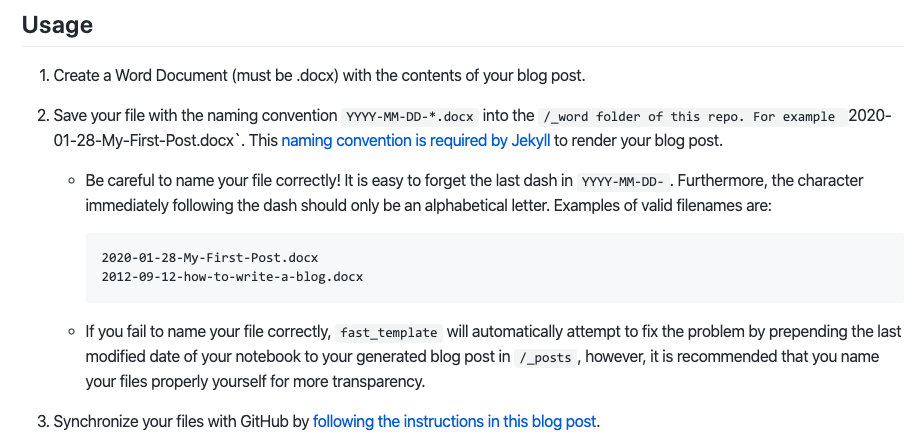 Usage
1. Create a Word Document (must be .docx) with the contents of your blog post.
2. Save your file with the naming convention YYYY-MM-DD-*.docx into the /_word folder of this repo. For example 2020-
01-28-My-First-Post.docx`. This naming convention is required by Jekyll to render your blog post.
Be careful to name your file correctly! It is easy to forget the last dash in YYYY-MM-DD- . Furthermore, the character
immediately following the dash should only be an alphabetical letter. Examples of valid filenames are:
2020-01-28-My-First-Post.docx
2012-09-12-how-to-write-a-blog.docx
If you fail to name your file correctly, fast_template will automatically attempt to fix the problem by prepending the last
modified date of your notebook to your generated blog post in /_posts , however, it is recommended that you name
your files properly yourself for more transparency.
3. Synchronize your files with GitHub by following the instructions in this blog post.